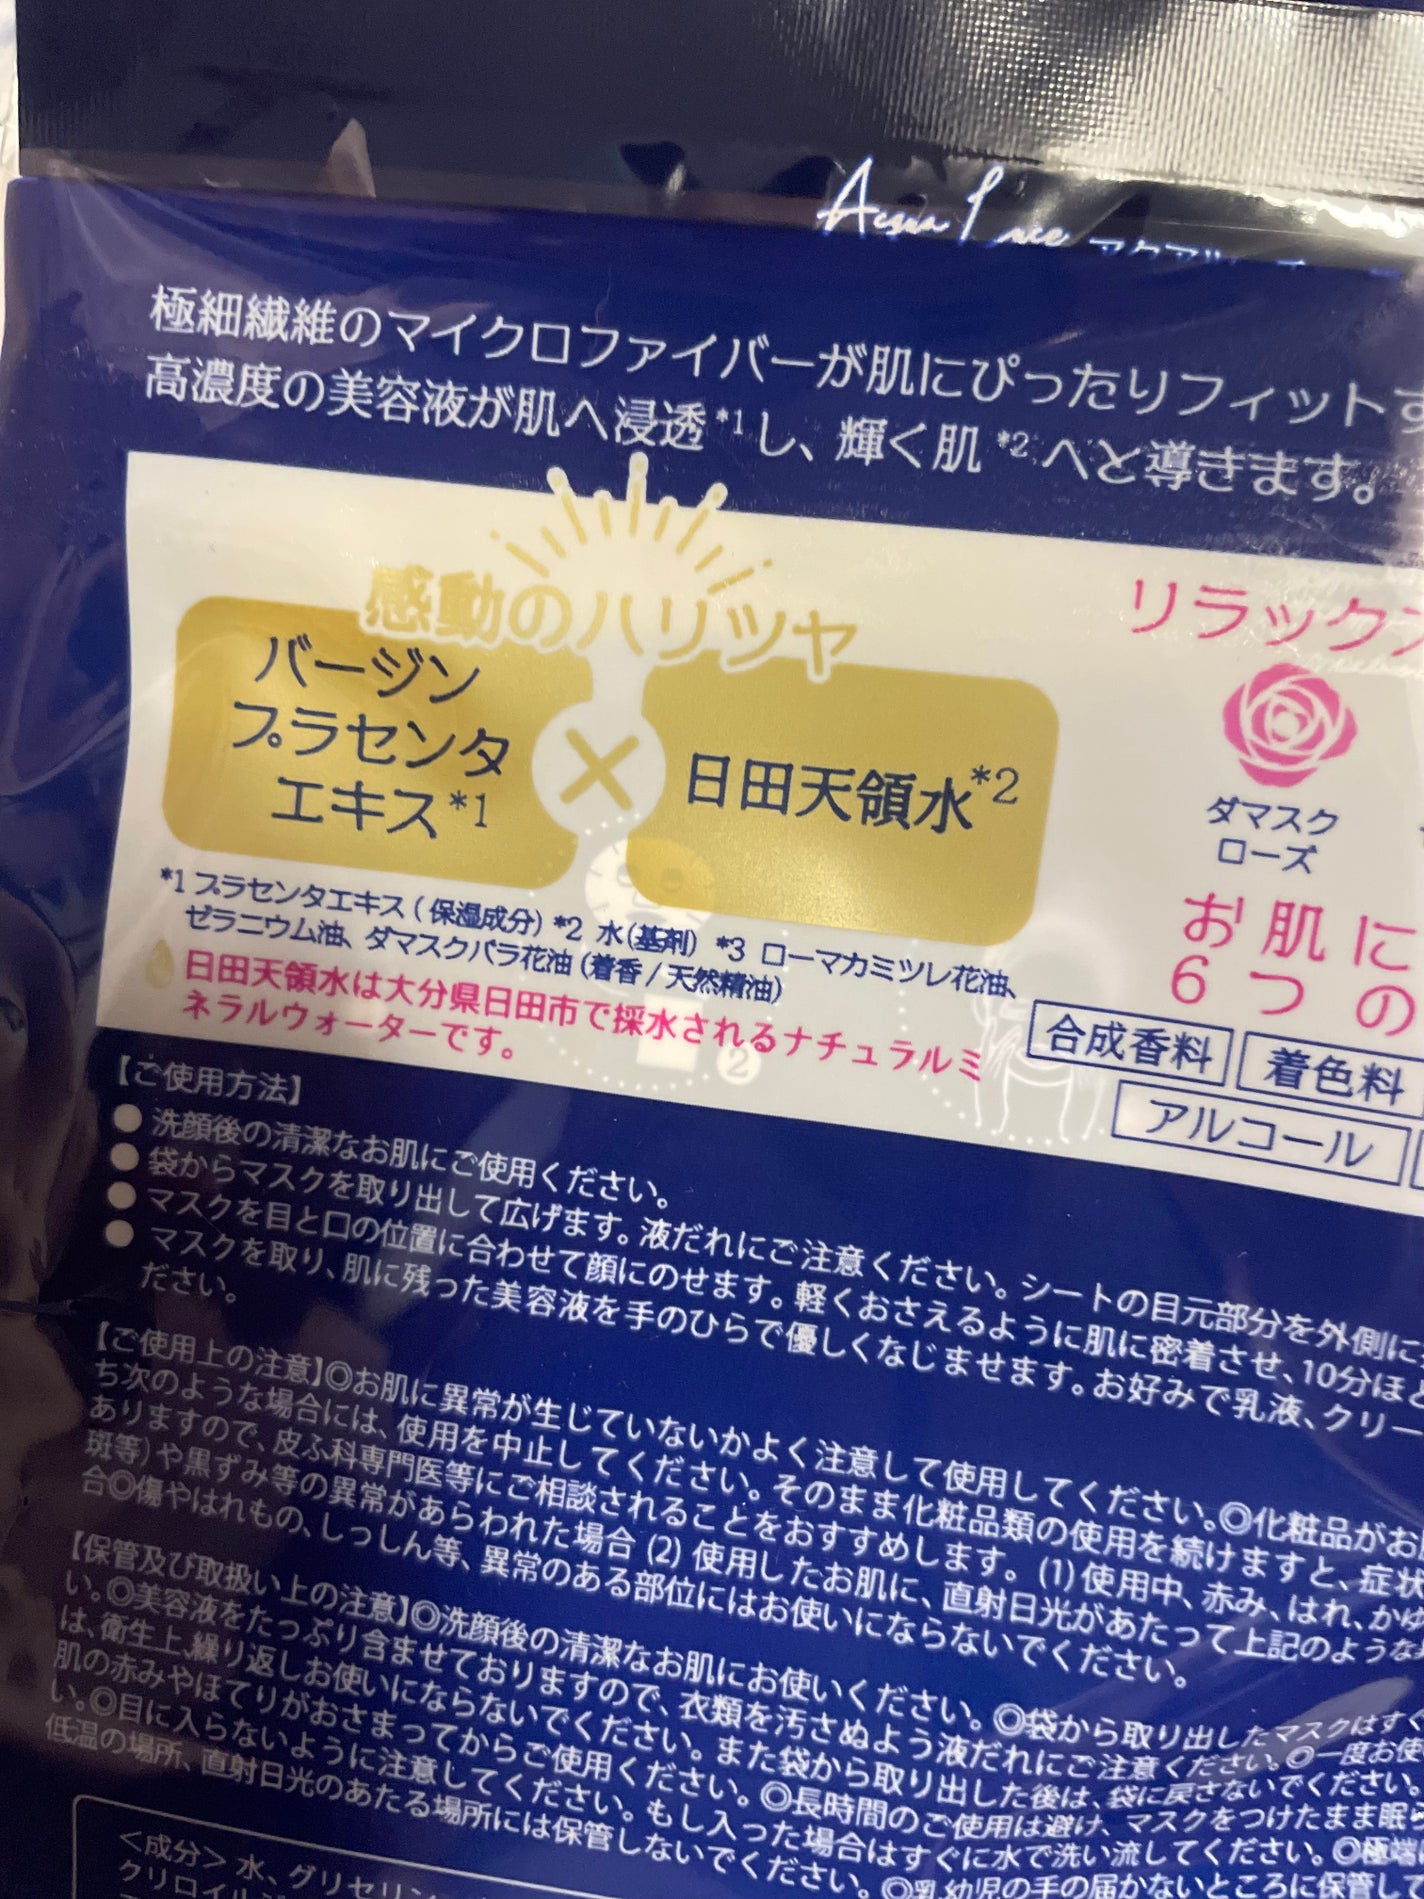 Acqua Luce
極細繊維のマイクロファイバーが肌にぴったりフィットす
高濃度の美容液が肌へ浸透*1し、輝く肌*2へと導きます。
感動のハリツヤ
バージン
プラセンタ
エキス*1
×
日田天領水*2
*1 プラセンタエキス(保湿成分) *2 水(基剤) *3 ローマカミツレ花油、
ゼラニウム油、ダマスクバラ花油(着香/天然精油)
日田天領水は大分県日田市で採水されるナチュラルミ
ネラルウォーターです。
リラックス
ダマスク
ローズ
お肌に
6つの
合成香料
着色料
アルコール
【ご使用方法】
●洗顔後の清潔なお肌にご使用ください。
●袋からマスクを取り出して広げます。液だれにご注意ください。シートの目元部分を外側に
●マスクを目と口の位置に合わせて顔にのせます。軽くおさえるように肌に密着させ、10分ほど
●マスクを取り、肌に残った美容液を手のひらで優しくなじませます。お好みで乳液、クリー
ださい。
【ご使用上の注意】◎お肌に異常が生じていないかよく注意して使用してください。◎化粧品がお
ち次のような場合には、使用を中止してください。そのまま化粧品類の使用を続けますと、症状
ありますので、皮ふ科専門医等にご相談されることをおすすめします。(1)使用中、赤み、はれ、かゆ
斑等)や黒ずみ等の異常があらわれた場合(2)使用したお肌に、直射日光があたって上記のような
合◎傷やはれもの、しっしん等、異常のある部位にはお使いにならないでください。
【保管及び取扱い上の注意】◎洗顔後の清潔なお肌にお使いください。◎袋から取り出したマスクはすぐ
い。◎美容液をたっぷり含ませておりますので、衣類を汚さぬよう液だれにご注意ください。◎一度お使
は、衛生上、繰り返しお使いにならないでください。また袋から取り出した後は、袋に戻さないでください。
肌の赤みやほてりがおさまってからご使用ください。◎長時間のご使用は避け、マスクをつけたまま眠ら
い。◎目に入らないように注意してください。もし入った場合はすぐに水で洗い流してください。◎極端
低温の場所、直射日光のあたる場所には保管しないでください。◎乳幼児の手の届かないところに保管して
<成分>水、グリセリン